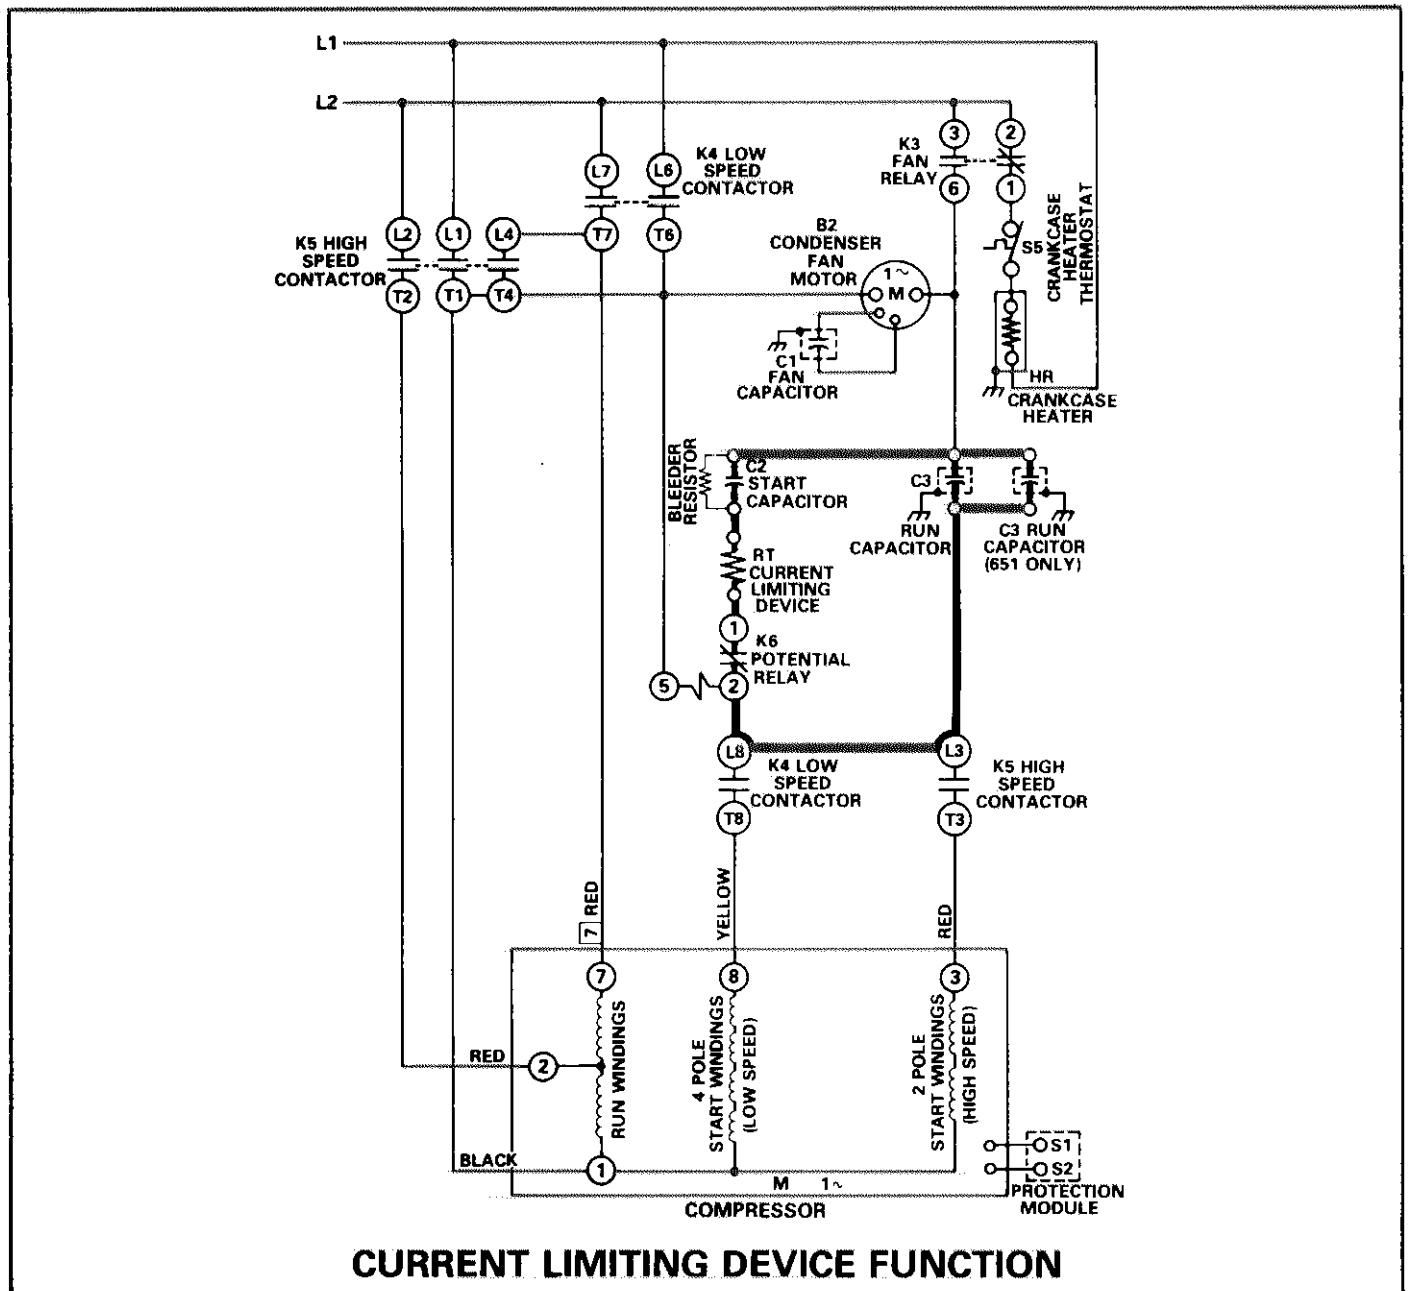 L1
L2
L7
L6
K4 LOW
SPEED
CONTACTOR
3
2
K3
FAN
RELAY
6
1
CRANKCASE
HEATER
THERMOSTAT
S5
K5 HIGH
SPEED
CONTACTOR
L2
L1
L4
T7
T6
T2
T1
T4
B2
CONDENSER
FAN
MOTOR
1~
M
C1
FAN
CAPACITOR
HR
CRANKCASE
HEATER
BLEEDER
RESISTOR
C2
START
CAPACITOR
C3
RUN
CAPACITOR
C3 RUN
CAPACITOR
(651 ONLY)
RT
CURRENT
LIMITING
DEVICE
1
K6
POTENTIAL
RELAY
5
2
L8
L3
K4 LOW
SPEED
CONTACTOR
K5 HIGH
SPEED
CONTACTOR
T8
T3
7 RED
YELLOW
RED
7
8
3
RED
2
RUN WINDINGS
4 POLE
START WINDINGS
(LOW SPEED)
2 POLE
START WINDINGS
(HIGH SPEED)
BLACK
1
M 1~
S1
S2
PROTECTION
MODULE
COMPRESSOR
CURRENT LIMITING DEVICE FUNCTION